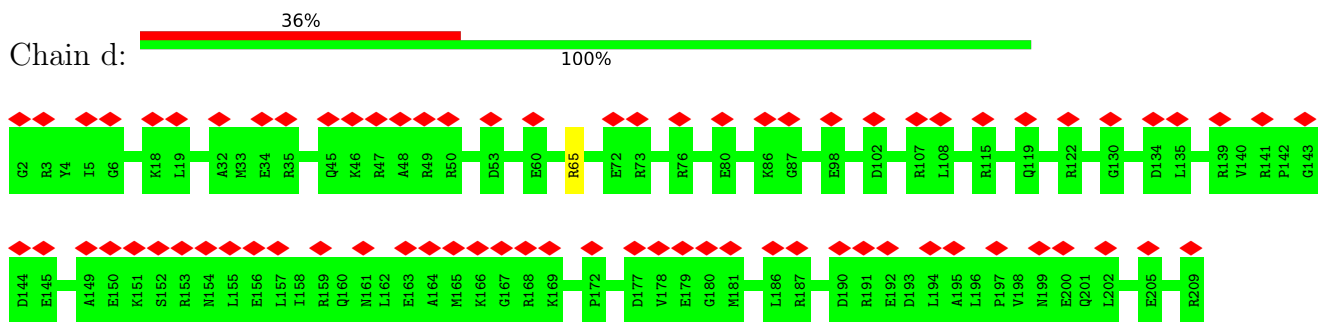 36%
Chain d:
100%
G2 R3 Y4 I5 G6 K18 L19 A32 M33 E34 R35 Q45 K46 R47 A48 R49 R50 D53 E60 R65 E72 R73 R76 E80 K86 G87 E98 D102 R107 L108 R115 Q119 R122 G130 D134 L135 R139 V140 R141 P142 G143
D144 E145 A149 E150 K151 S152 R153 N154 L155 E156 L157 I158 R159 Q160 N161 L162 E163 A164 M165 K166 G167 R168 K169 P172 D177 V178 E179 G180 M181 L186 R187 D190 R191 E192 D193 L194 A195 L196 P197 V198 N199 E200 Q201 L202 E205 R209